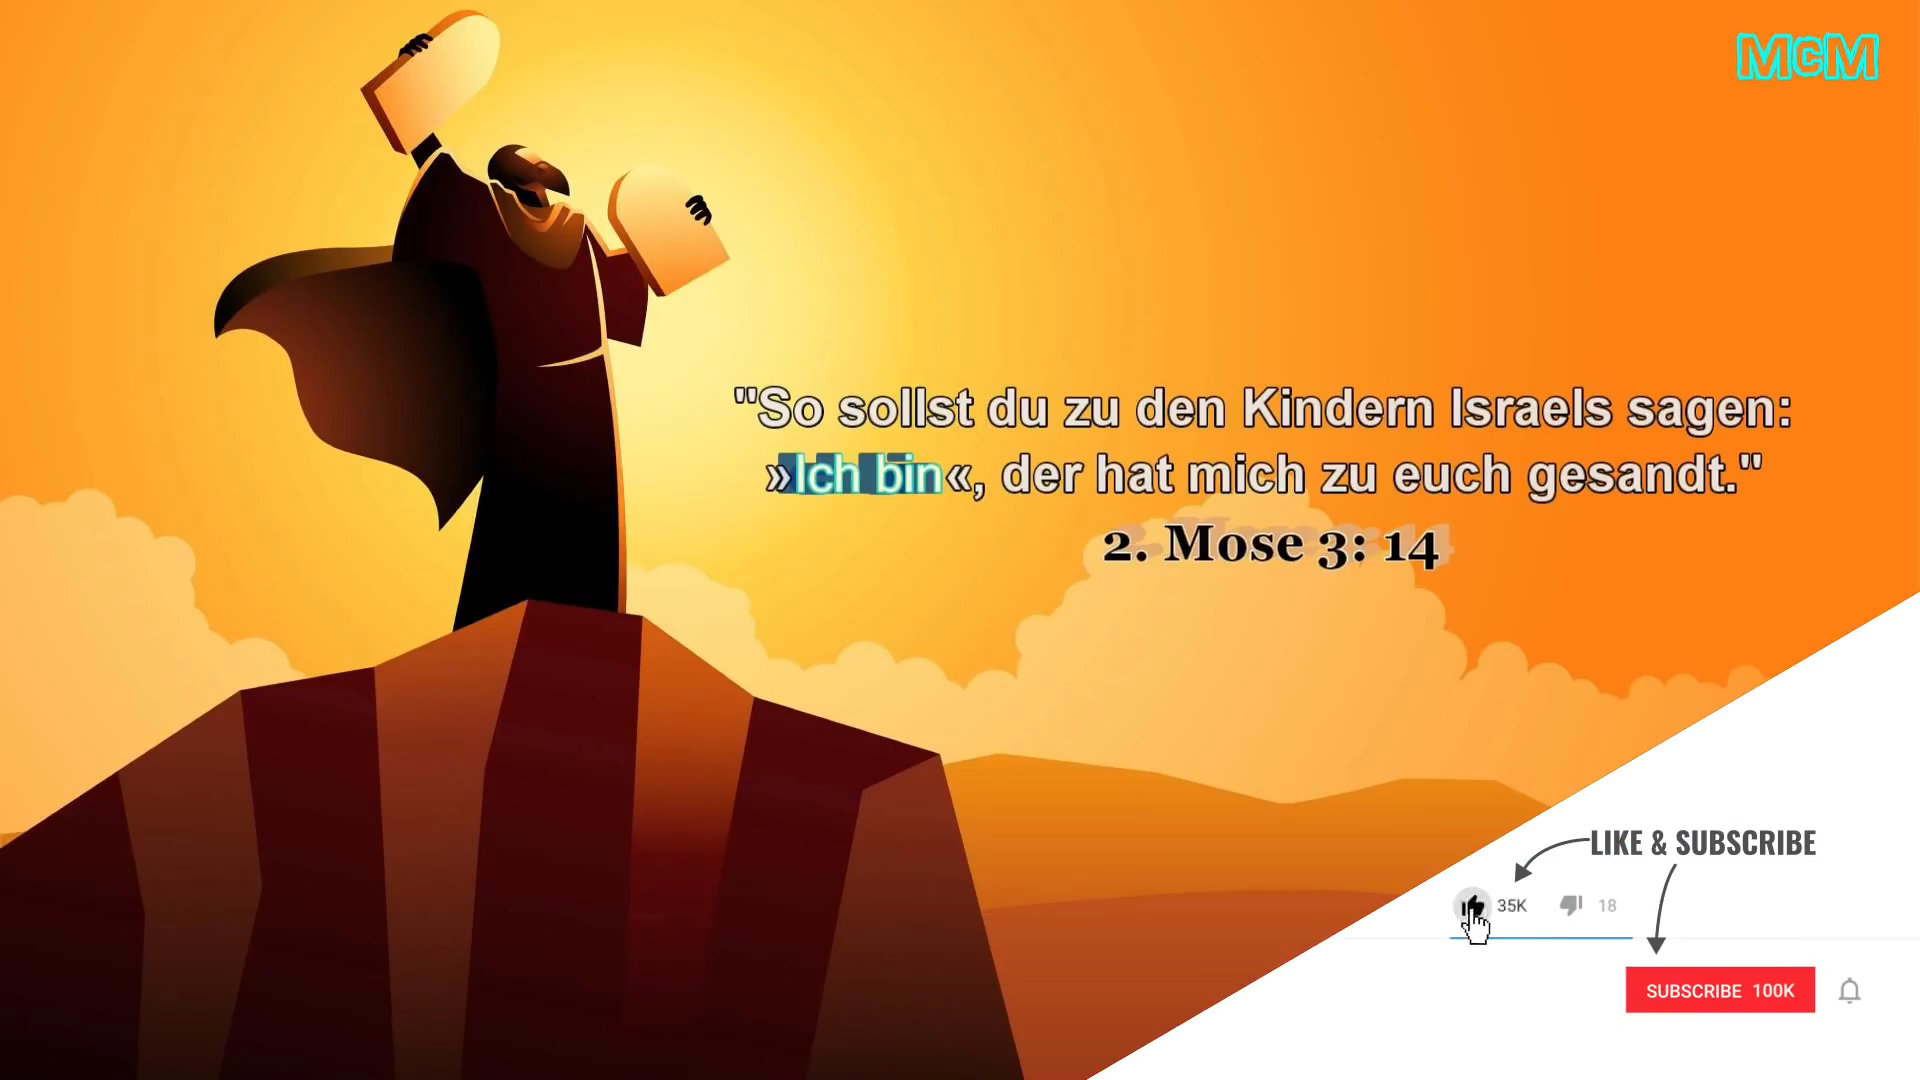 McM
"So sollst du zu den Kindern Israels sagen:
»Ich bin«, der hat mich zu euch gesandt."
2. Mose 3: 14
LIKE & SUBSCRIBE
35K 18
SUBSCRIBE 100K